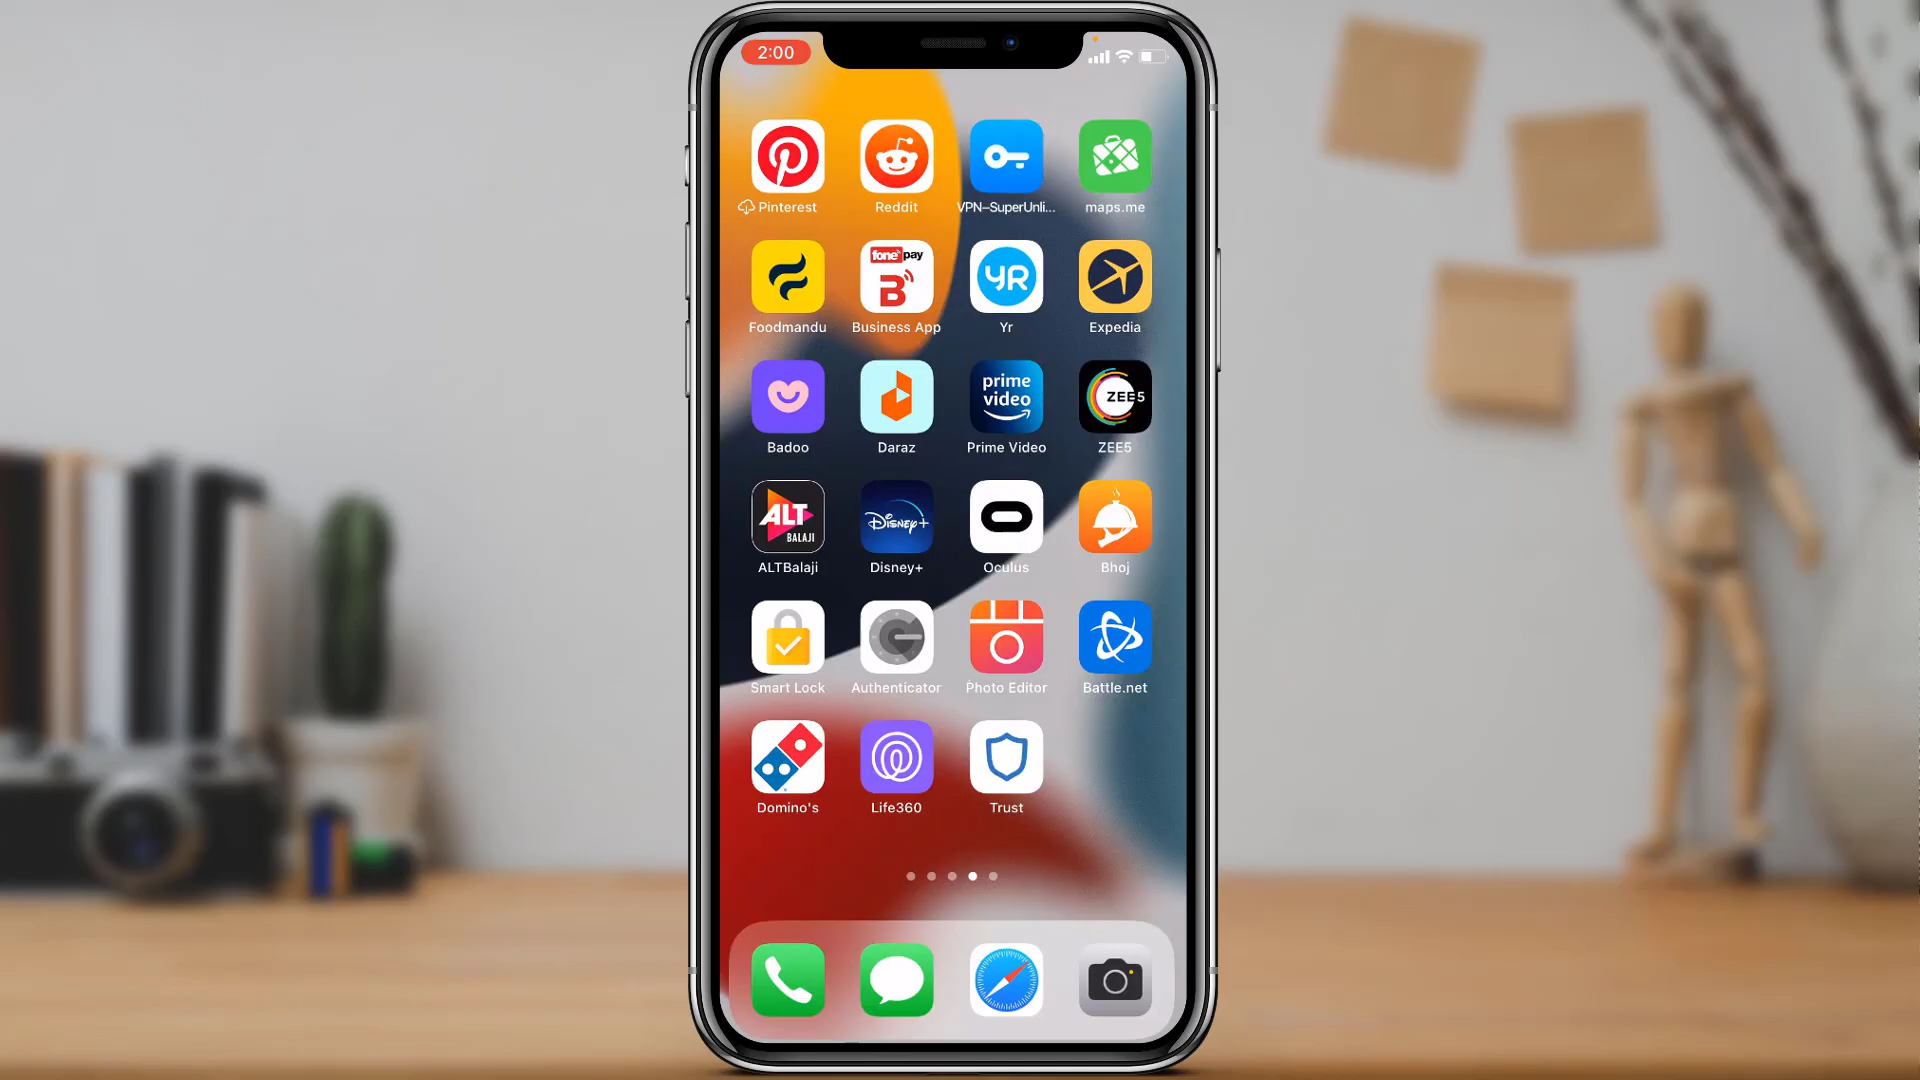 2:00
Pinterest Reddit VPN–SuperUnli... maps.me
fone pay
B
YR
Foodmandu Business App Yr Expedia
prime video
ZEE5
Badoo Daraz Prime Video ZEE5
ALT BALAJI
Disney+
ALTBalaji Disney+ Oculus Bhoj
Smart Lock Authenticator Photo Editor Battle.net
Domino's Life360 Trust